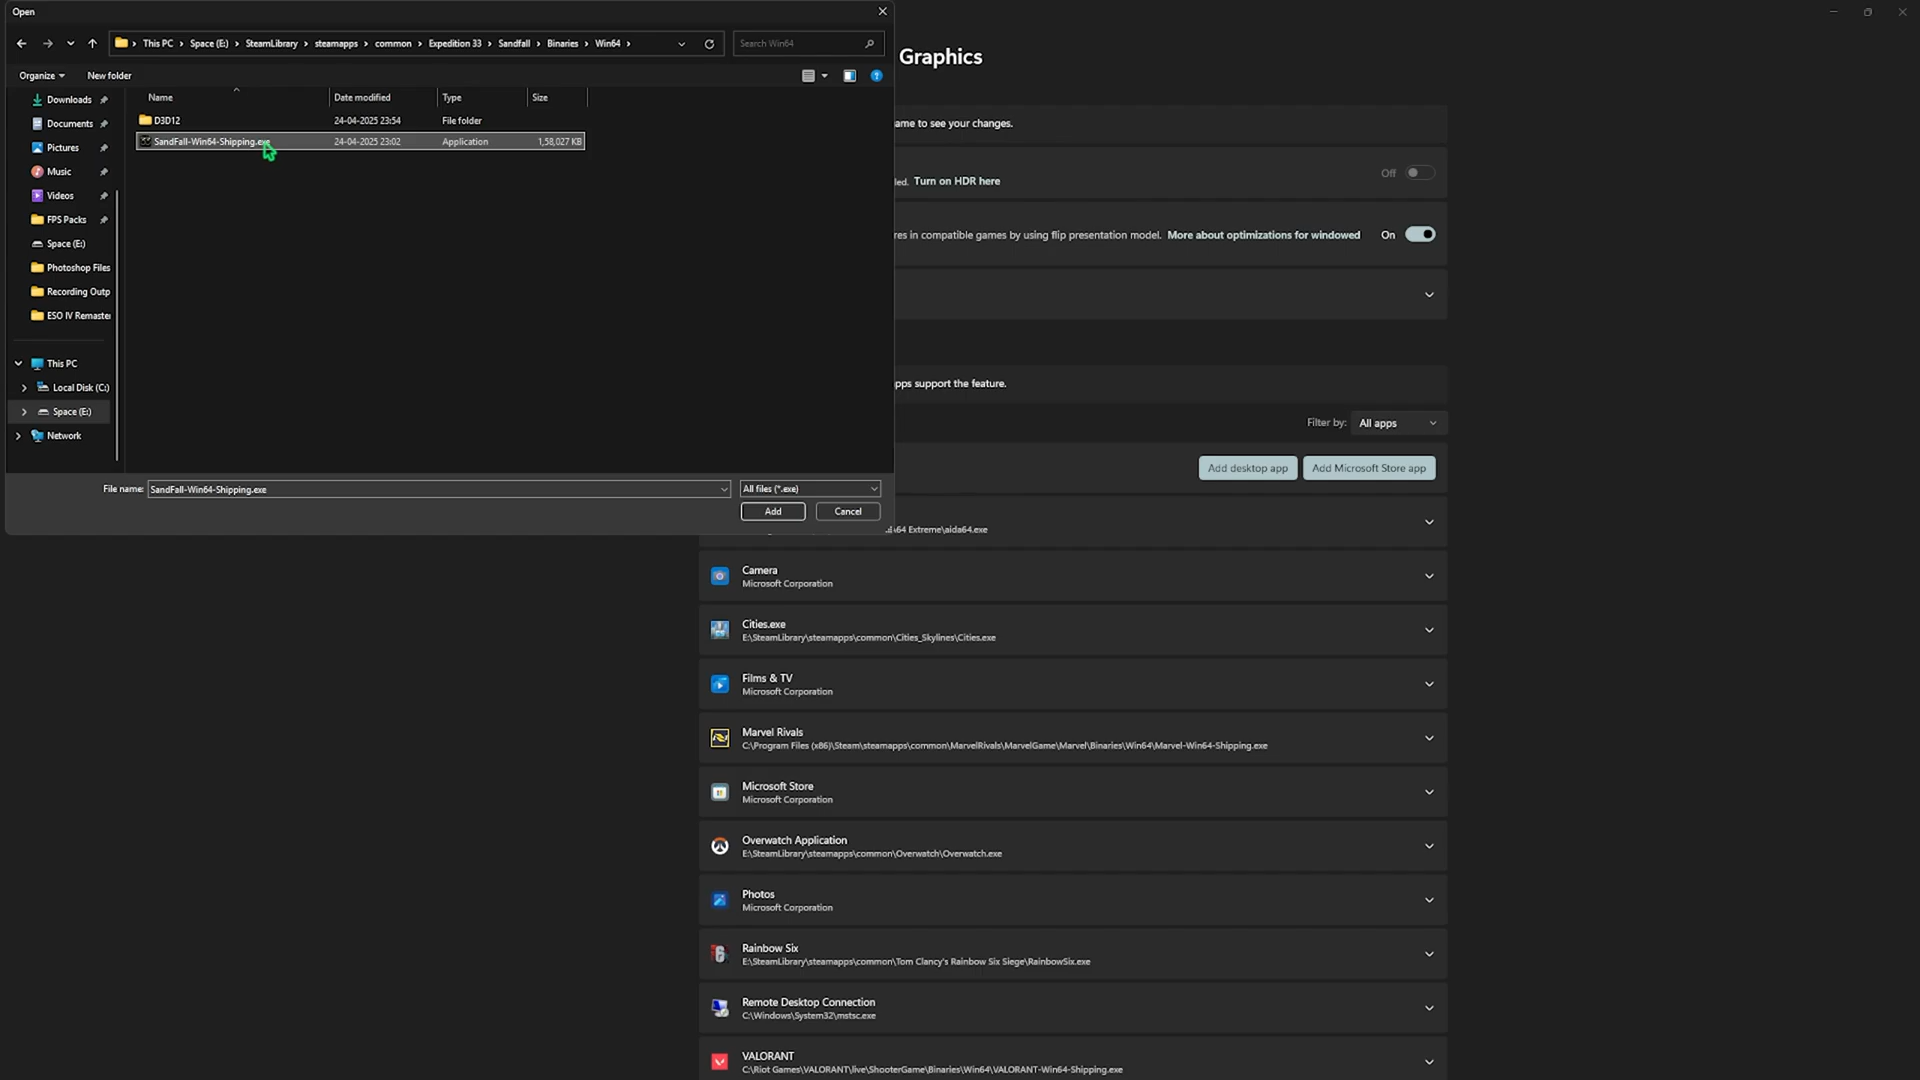 Open
This PC > Space (E:) > SteamLibrary > steamapps > common > Expedition 33 > Sandfall > Binaries > Win64 >
Search Win64
Organize
New folder
Name
Date modified
Type
Size
D3D12
24-04-2025 23:54
File folder
SandFall-Win64-Shipping.exe
24-04-2025 23:02
Application
1,58,027 KB
Downloads
Documents
Pictures
Music
Videos
FPS Packs
Space (E:)
Photoshop Files
Recording Outp
ESO IV Remaste
This PC
Local Disk (C:)
Space (E:)
Network
File name:
SandFall-Win64-Shipping.exe
All files (*.exe)
Add
Cancel
Graphics
ame to see your changes.
led. Turn on HDR here
Off
res in compatible games by using flip presentation model. More about optimizations for windowed
On
pps support the feature.
Filter by:
All apps
Add desktop app
Add Microsoft Store app
64 Extreme\aida64.exe
Camera
Microsoft Corporation
Cities.exe
E:\SteamLibrary\steamapps\common\Cities_Skylines\Cities.exe
Films & TV
Microsoft Corporation
Marvel Rivals
C:\Program Files (x86)\Steam\steamapps\common\MarvelRivals\MarvelGame\Marvel\Binaries\Win64\Marvel-Win64-Shipping.exe
Microsoft Store
Microsoft Corporation
Overwatch Application
E:\SteamLibrary\steamapps\common\Overwatch\Overwatch.exe
Photos
Microsoft Corporation
Rainbow Six
E:\SteamLibrary\steamapps\common\Tom Clancy's Rainbow Six Siege\RainbowSix.exe
Remote Desktop Connection
C:\Windows\System32\mstsc.exe
VALORANT
C:\Riot Games\VALORANT\live\ShooterGame\Binaries\Win64\VALORANT-Win64-Shipping.exe